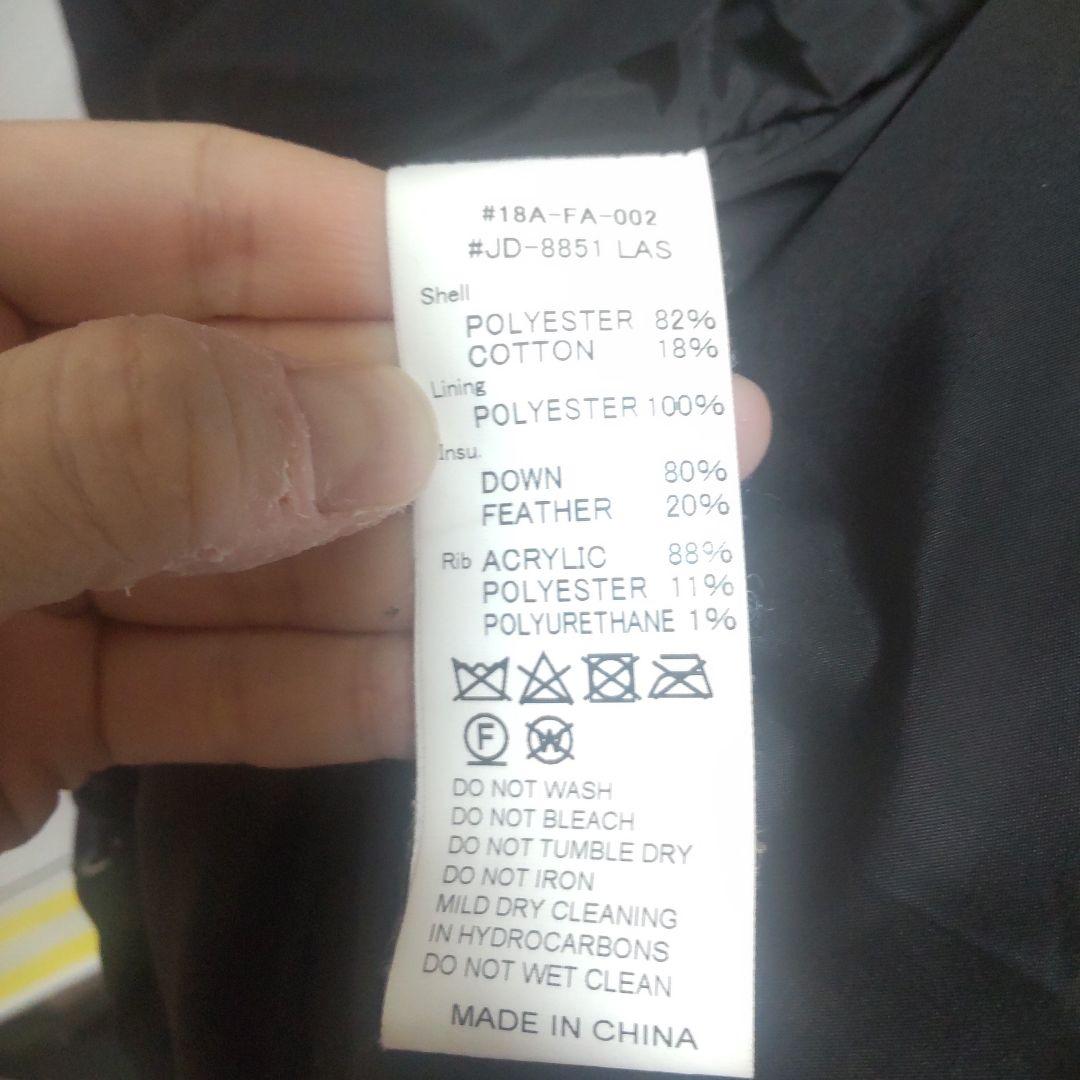 #18A-FA-002
#JD-8851 LAS
Shell
POLYESTER 82%
COTTON 18%
Lining
POLYESTER 100%
Insu.
DOWN 80%
FEATHER 20%
Rib ACRYLIC 88%
POLYESTER 11%
POLYURETHANE 1%
F W
DO NOT WASH
DO NOT BLEACH
DO NOT TUMBLE DRY
DO NOT IRON
MILD DRY CLEANING
IN HYDROCARBONS
DO NOT WET CLEAN
MADE IN CHINA